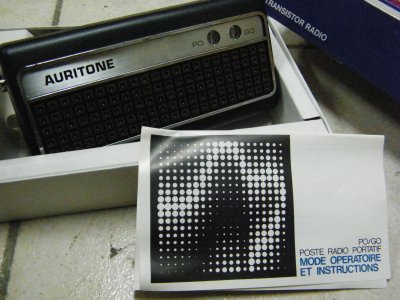 TRANSISTOR RADIO
PO GO
AURITONE
PO/GO
POSTE RADIO PORTATIF
MODE OPERATOIRE
ET INSTRUCTIONS